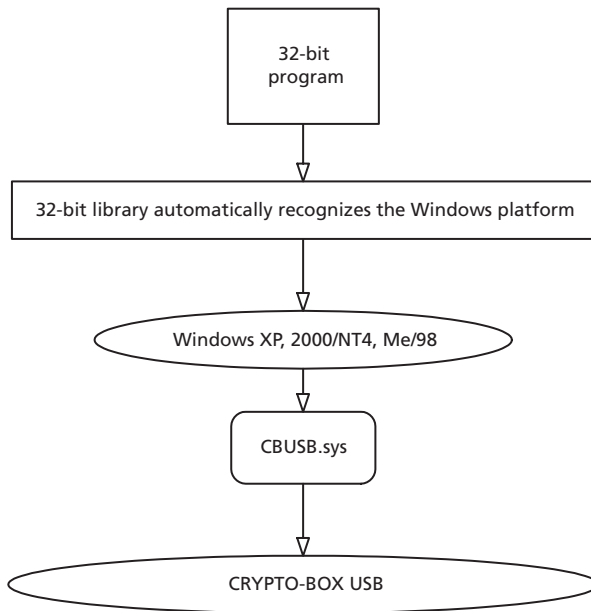 32-bit
program
32-bit library automatically recognizes the Windows platform
Windows XP, 2000/NT4, Me/98
CBUSB.sys
CRYPTO-BOX USB